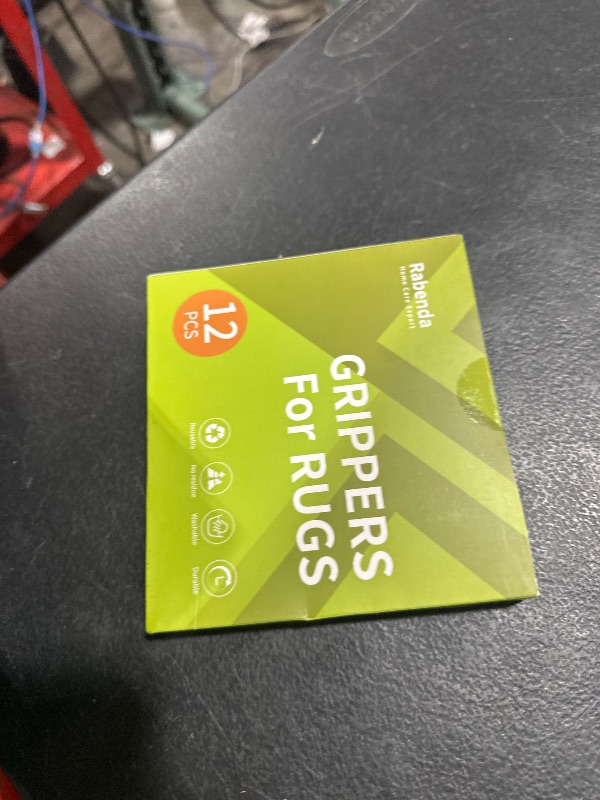 Rabenda
Home Care Expert
GRIPPERS
For RUGS
12
PCS
Reusable
No residue
Washable
Durable